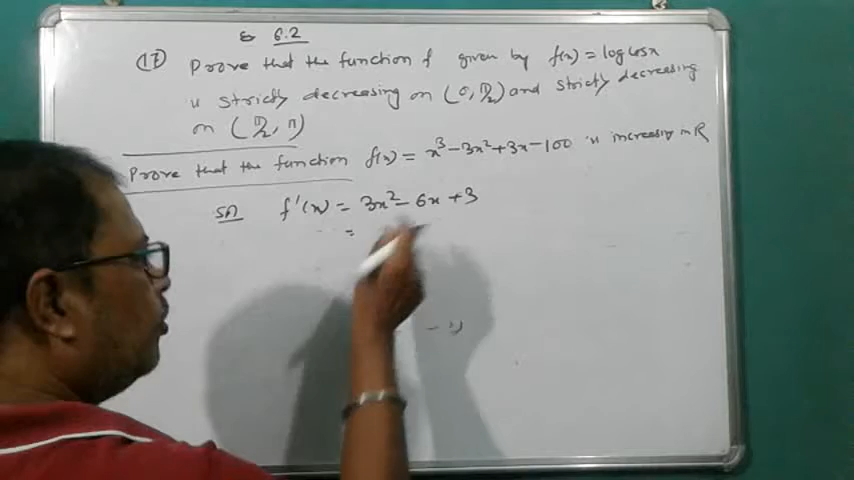 Ex 6.2
(17) Prove that the function f given by f(x) = log cosx
is strictly decreasing on (0, π/2) and strictly decreasing
on (π/2, π)
Prove that the function f(x) = x³-3x²+3x-100 is increasing in R
Sol f'(x) = 3x²-6x+3
=